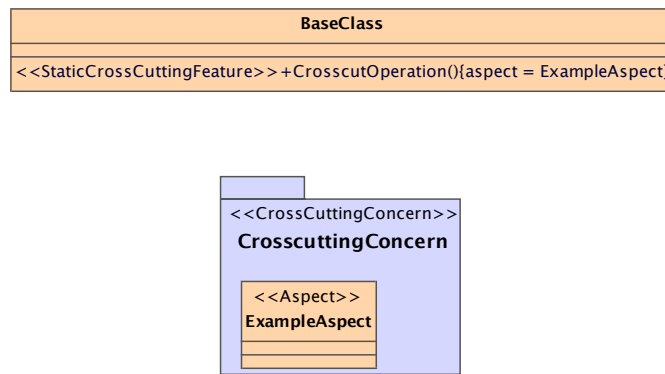 BaseClass
<<StaticCrossCuttingFeature>>+CrosscutOperation(){aspect = ExampleAspect}
<<CrossCuttingConcern>>
CrosscuttingConcern
<<Aspect>>
ExampleAspect